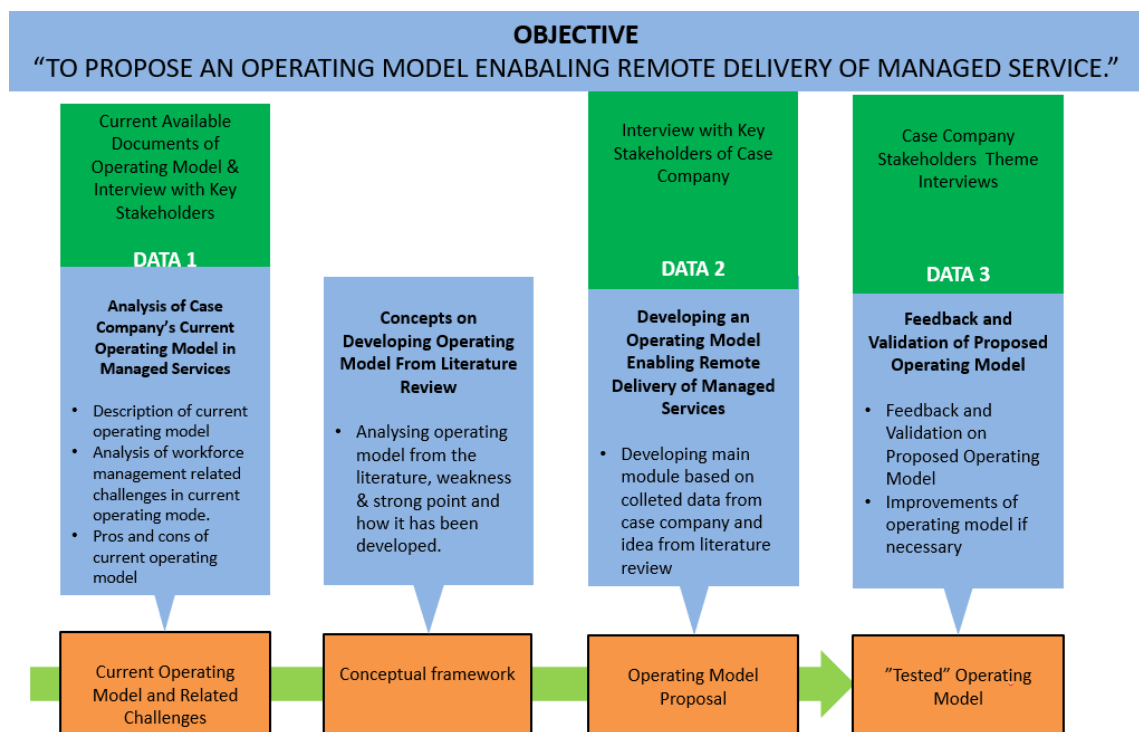 OBJECTIVE
“TO PROPOSE AN OPERATING MODEL ENABALING REMOTE DELIVERY OF MANAGED SERVICE.”
Current Available
Documents of
Operating Model &
Interview with Key
Stakeholders
DATA 1
Analysis of Case
Company’s Current
Operating Model in
Managed Services
• Description of current
operating model
• Analysis of workforce
management related
challenges in current
operating mode.
• Pros and cons of
current operating
model
Current Operating
Model and Related
Challenges
Concepts on
Developing Operating
Model From Literature
Review
• Analysing operating
model from the
literature, weakness
& strong point and
how it has been
developed.
Conceptual framework
Interview with Key
Stakeholders of Case
Company
DATA 2
Developing an
Operating Model
Enabling Remote
Delivery of Managed
Services
• Developing main
module based on
colleted data from
case company and
idea from literature
review
Operating Model
Proposal
Case Company
Stakeholders Theme
Interviews
DATA 3
Feedback and
Validation of Proposed
Operating Model
• Feedback and
Validation on
Proposed Operating
Model
• Improvements of
operating model if
necessary
”Tested” Operating
Model